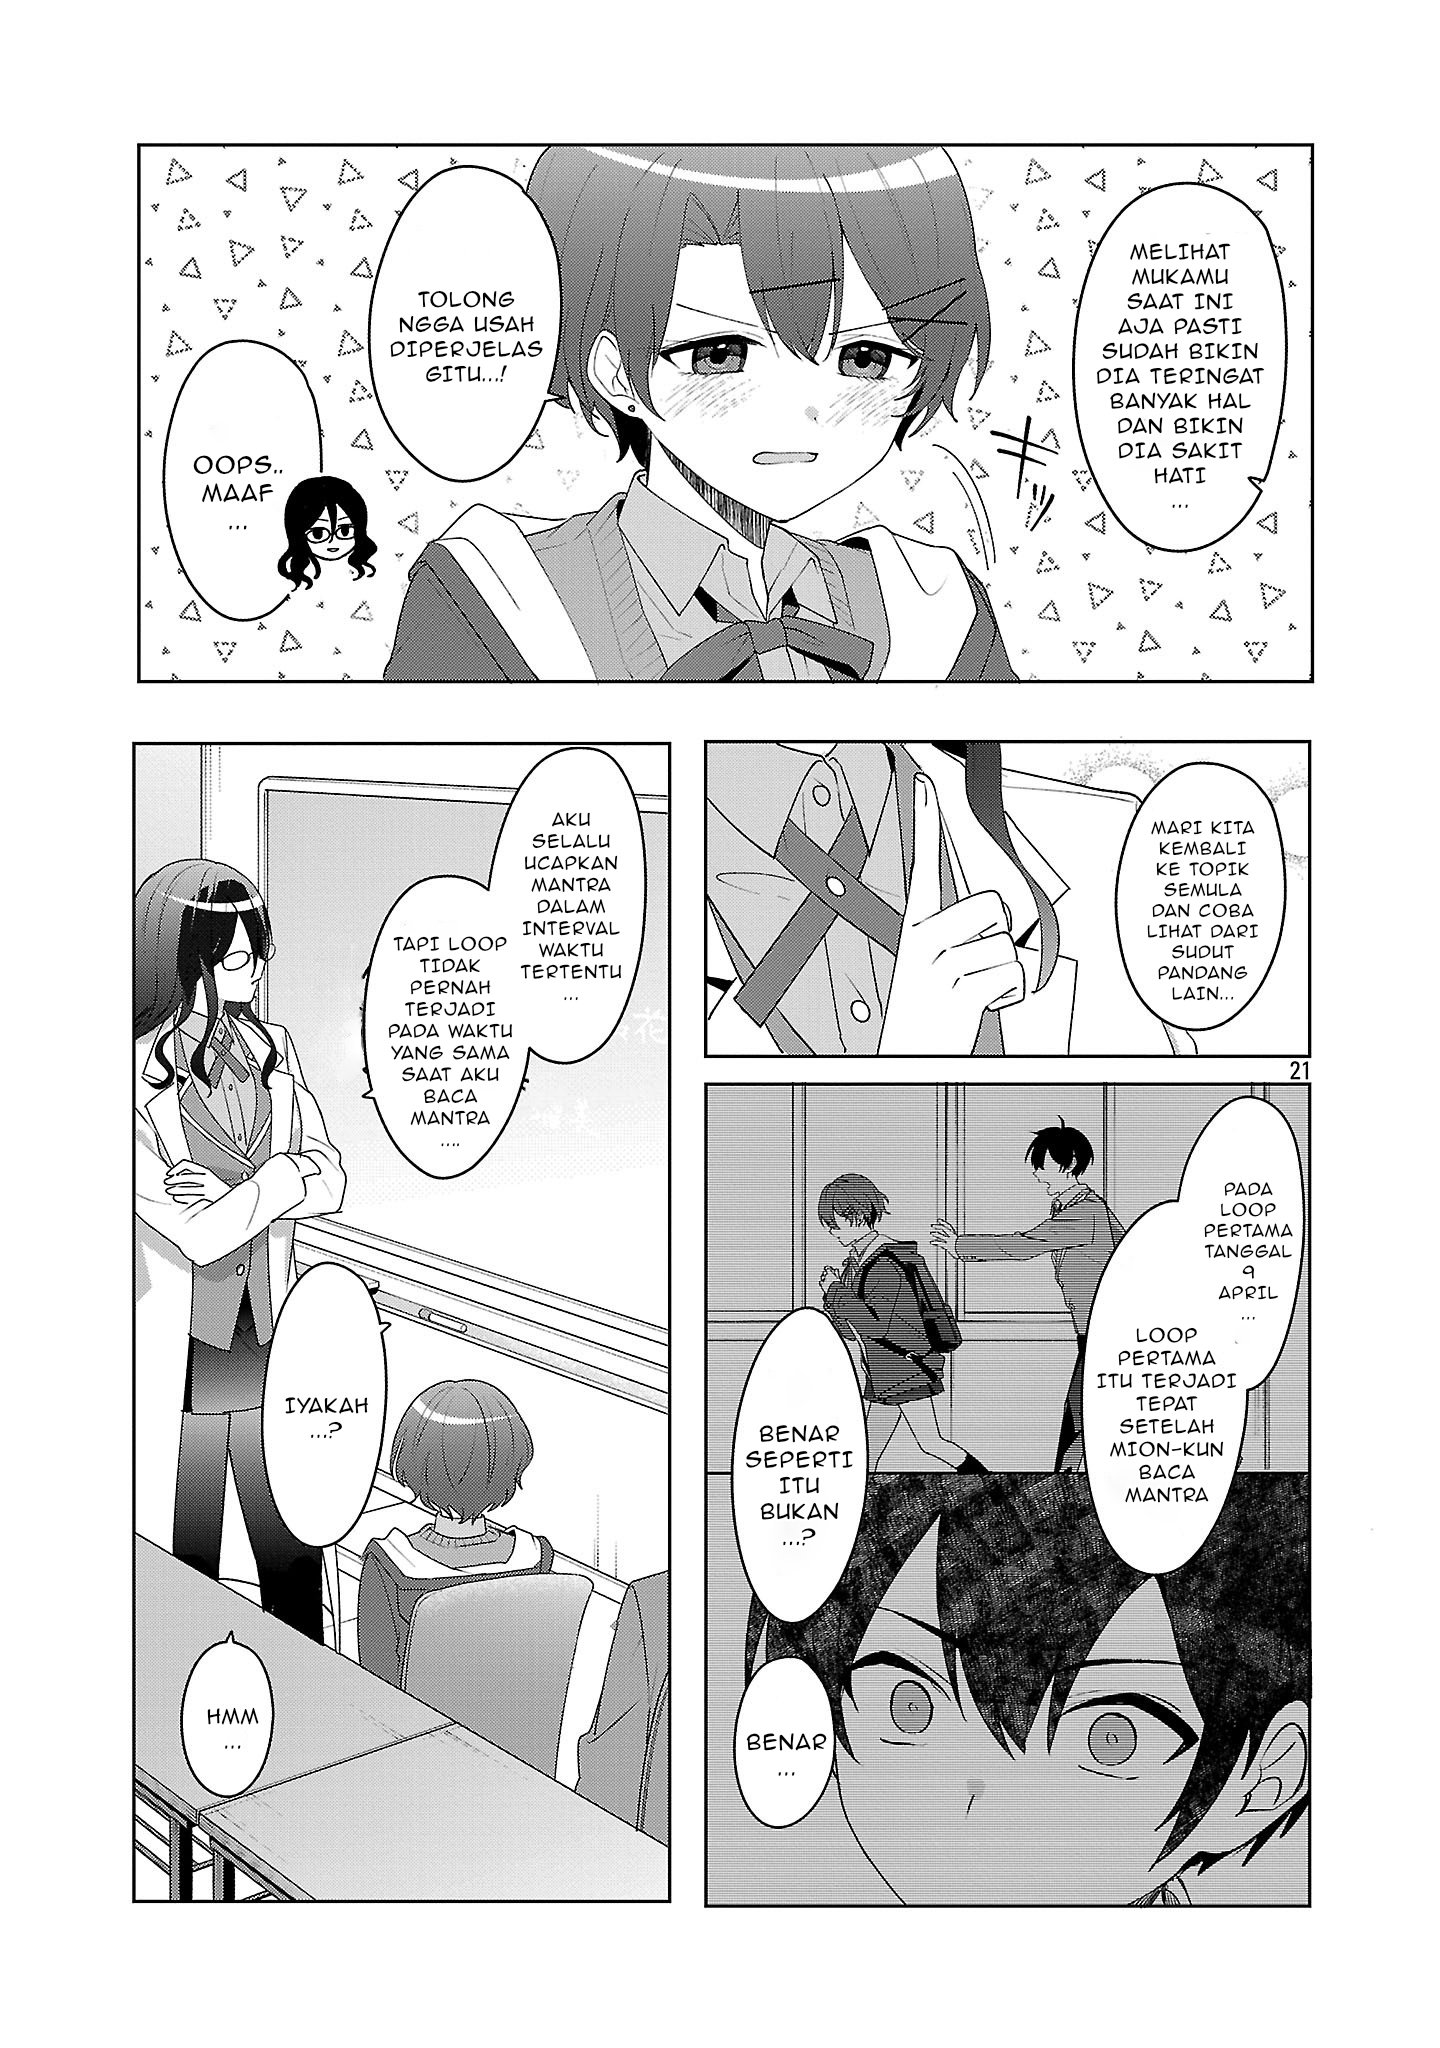 MELIHAT
MUKAMU
SAAT INI
AJA PASTI
SUDAH BIKIN
DIA TERINGAT
BANYAK HAL
DAN BIKIN
DIA SAKIT
HATI
...
TOLONG
NGGA USAH
DIPERJELAS
GITU...!
OOPS..
MAAF
...
MARI KITA
KEMBALI
KE TOPIK
SEMULA
DAN COBA
LIHAT DARI
SUDUT
PANDANG
LAIN...
21
PADA
LOOP
PERTAMA
TANGGAL
9
APRIL
...
LOOP
PERTAMA
ITU TERJADI
TEPAT
SETELAH
MION-KUN
BACA
MANTRA
BENAR
SEPERTI
ITU
BUKAN
...?
BENAR
...
AKU
SELALU
UCAPKAN
MANTRA
DALAM
INTERVAL
WAKTU
TERTENTU
...
TAPI LOOP
TIDAK
PERNAH
TERJADI
PADA WAKTU
YANG SAMA
SAAT AKU
BACA
MANTRA
....
IYAKAH
...?
HMM
...